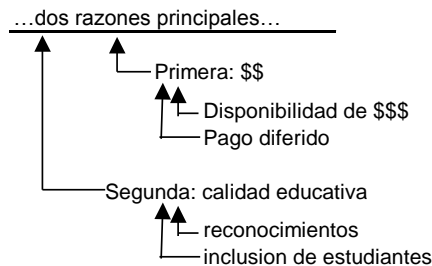 …dos razones principales…
Primera: $$
Disponibilidad de $$$
Pago diferido
Segunda: calidad educativa
reconocimientos
inclusion de estudiantes